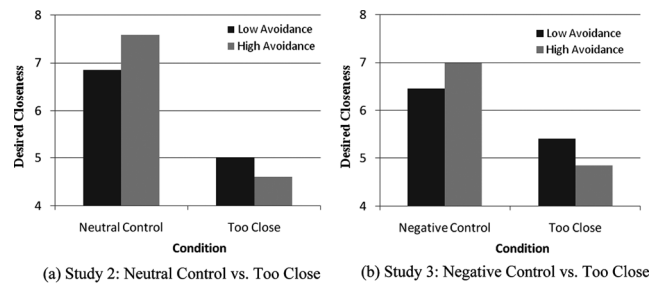 8
7
6
5
4
Desired Closeness
Low Avoidance
High Avoidance
Neutral Control
Too Close
Condition
(a) Study 2: Neutral Control vs. Too Close
8
7
6
5
4
Desired Closeness
Low Avoidance
High Avoidance
Negative Control
Too Close
Condition
(b) Study 3: Negative Control vs. Too Close